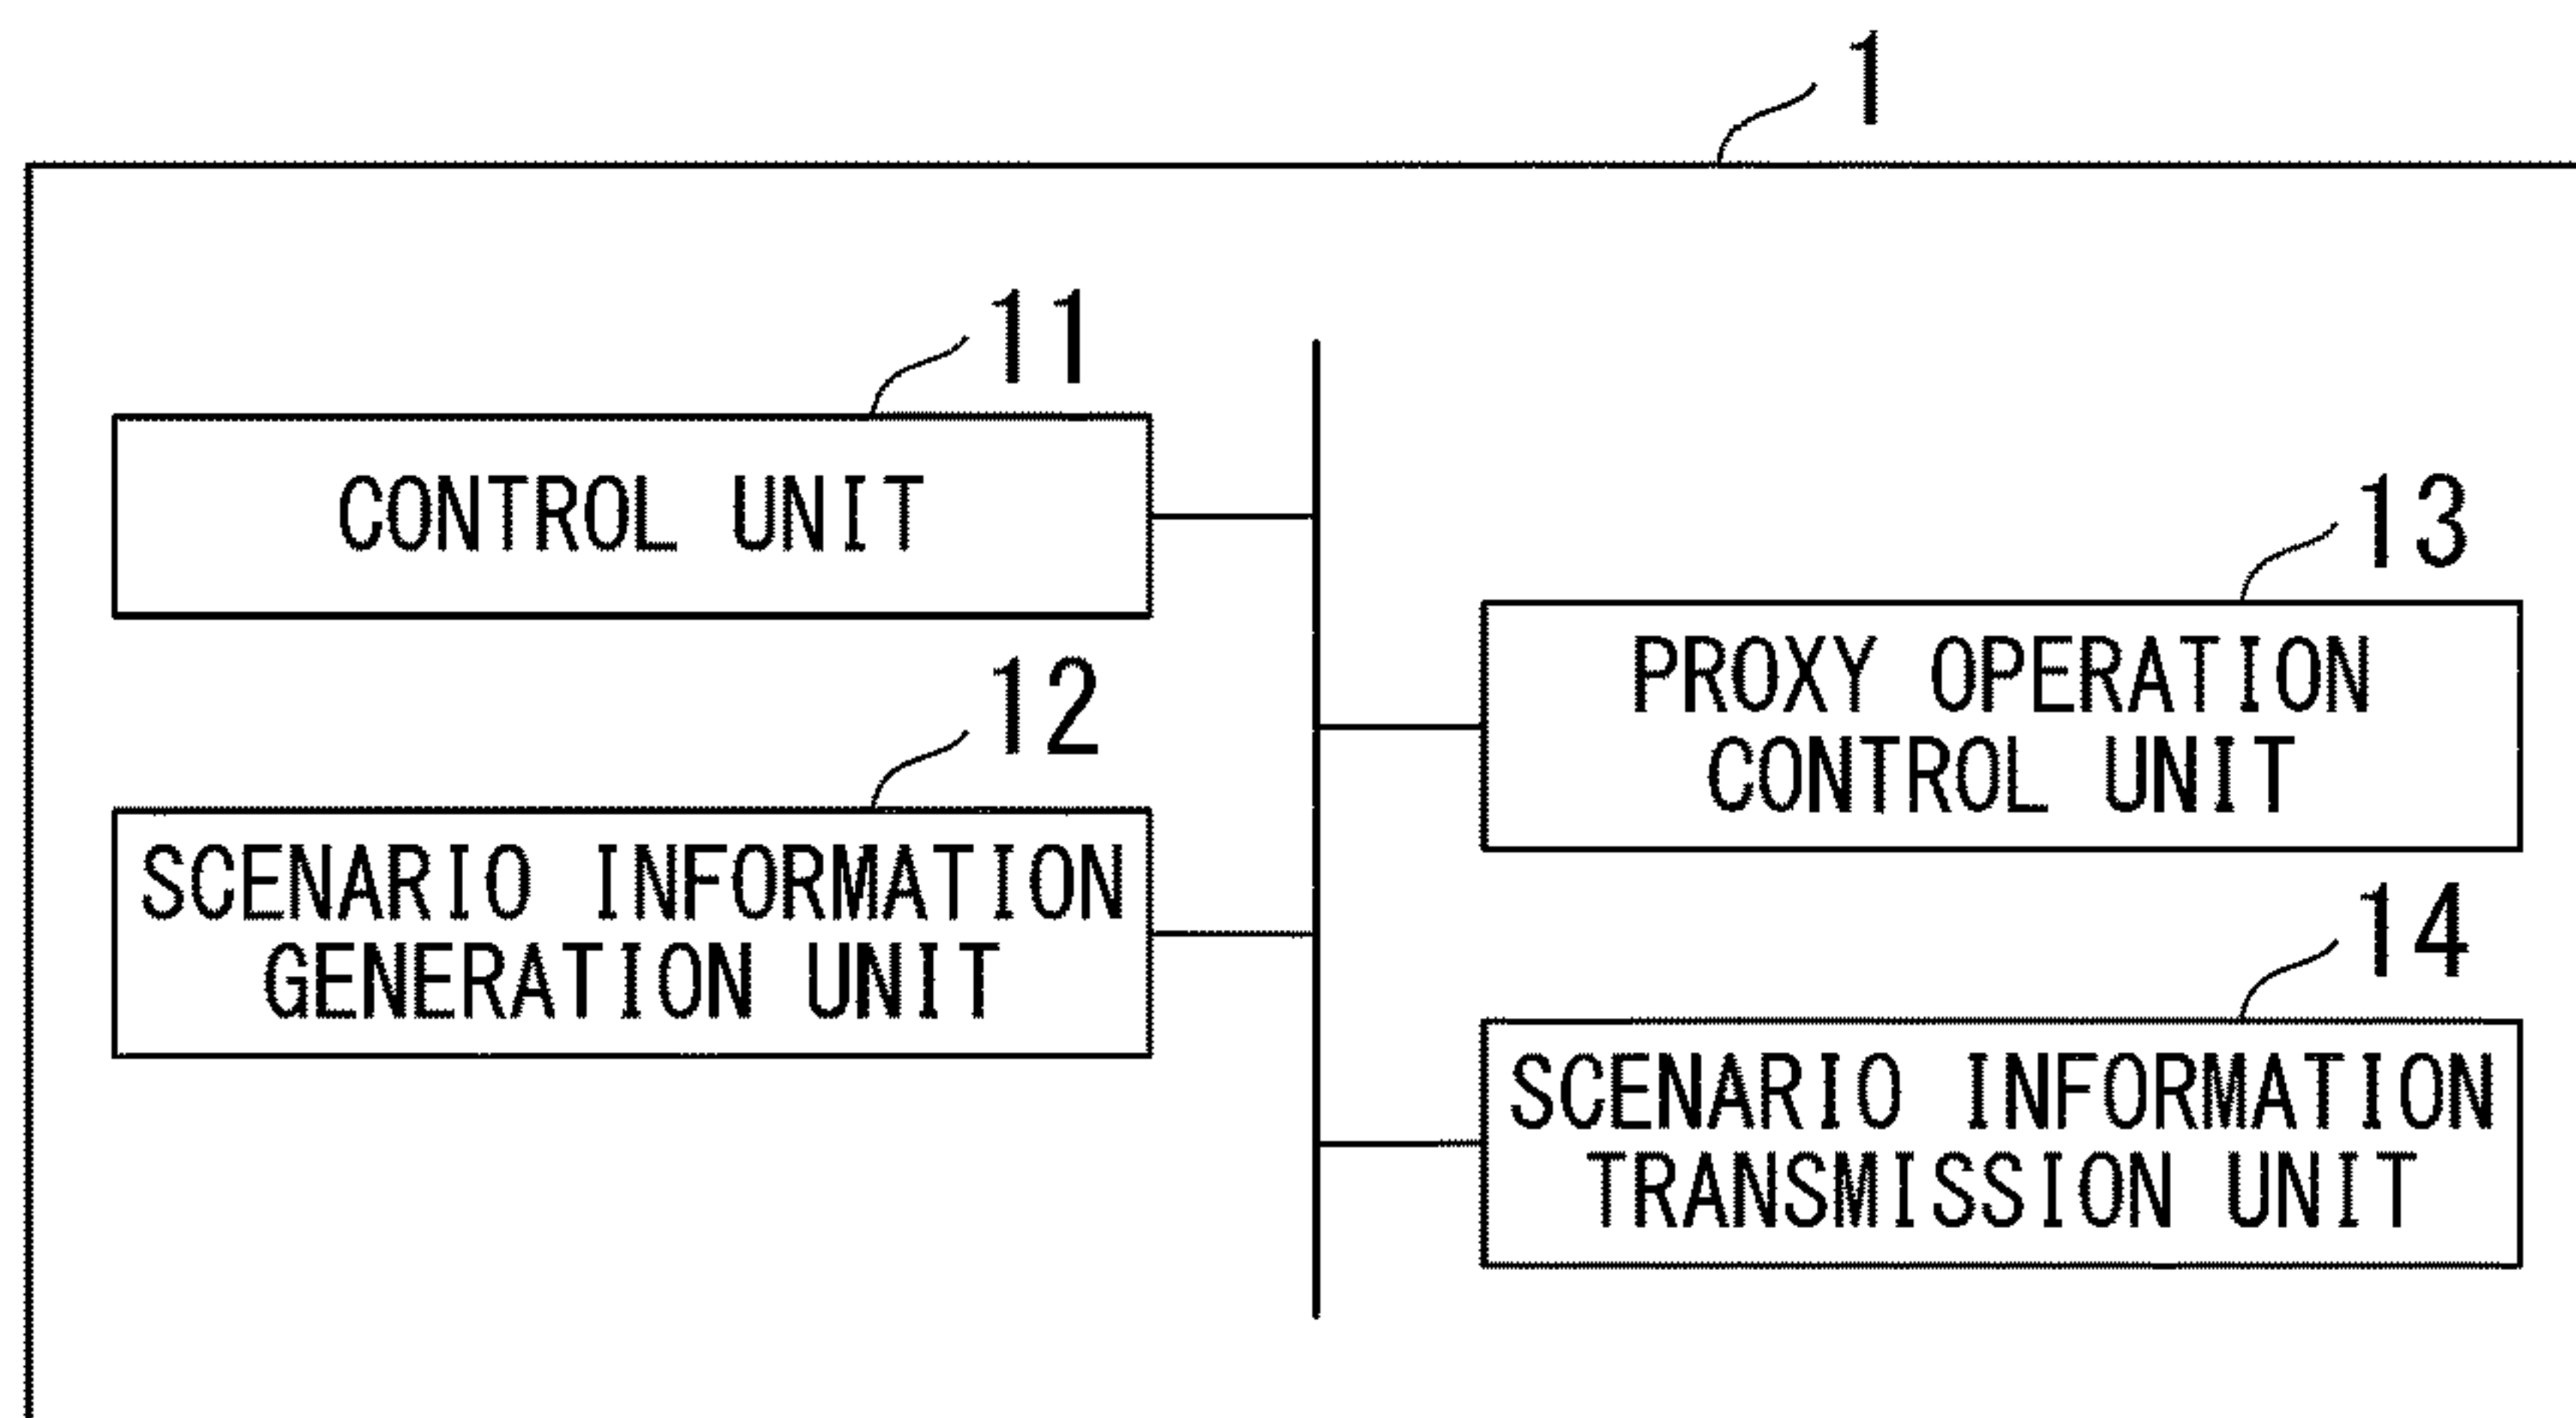 1
11
CONTROL UNIT
12
SCENARIO INFORMATION
GENERATION UNIT
13
PROXY OPERATION
CONTROL UNIT
14
SCENARIO INFORMATION
TRANSMISSION UNIT